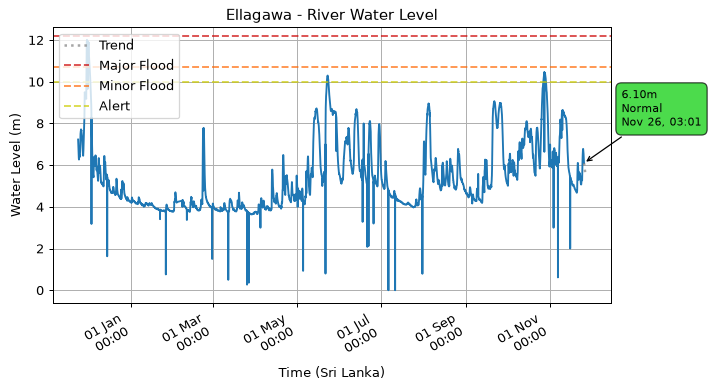 Ellagawa - River Water Level
Water Level (m)
12
10
8
6
4
2
0
Trend
Major Flood
Minor Flood
Alert
6.10m
Normal
Nov 26, 03:01
01 Jan
00:00
01 Mar
00:00
01 May
00:00
01 Jul
00:00
01 Sep
00:00
01 Nov
00:00
Time (Sri Lanka)